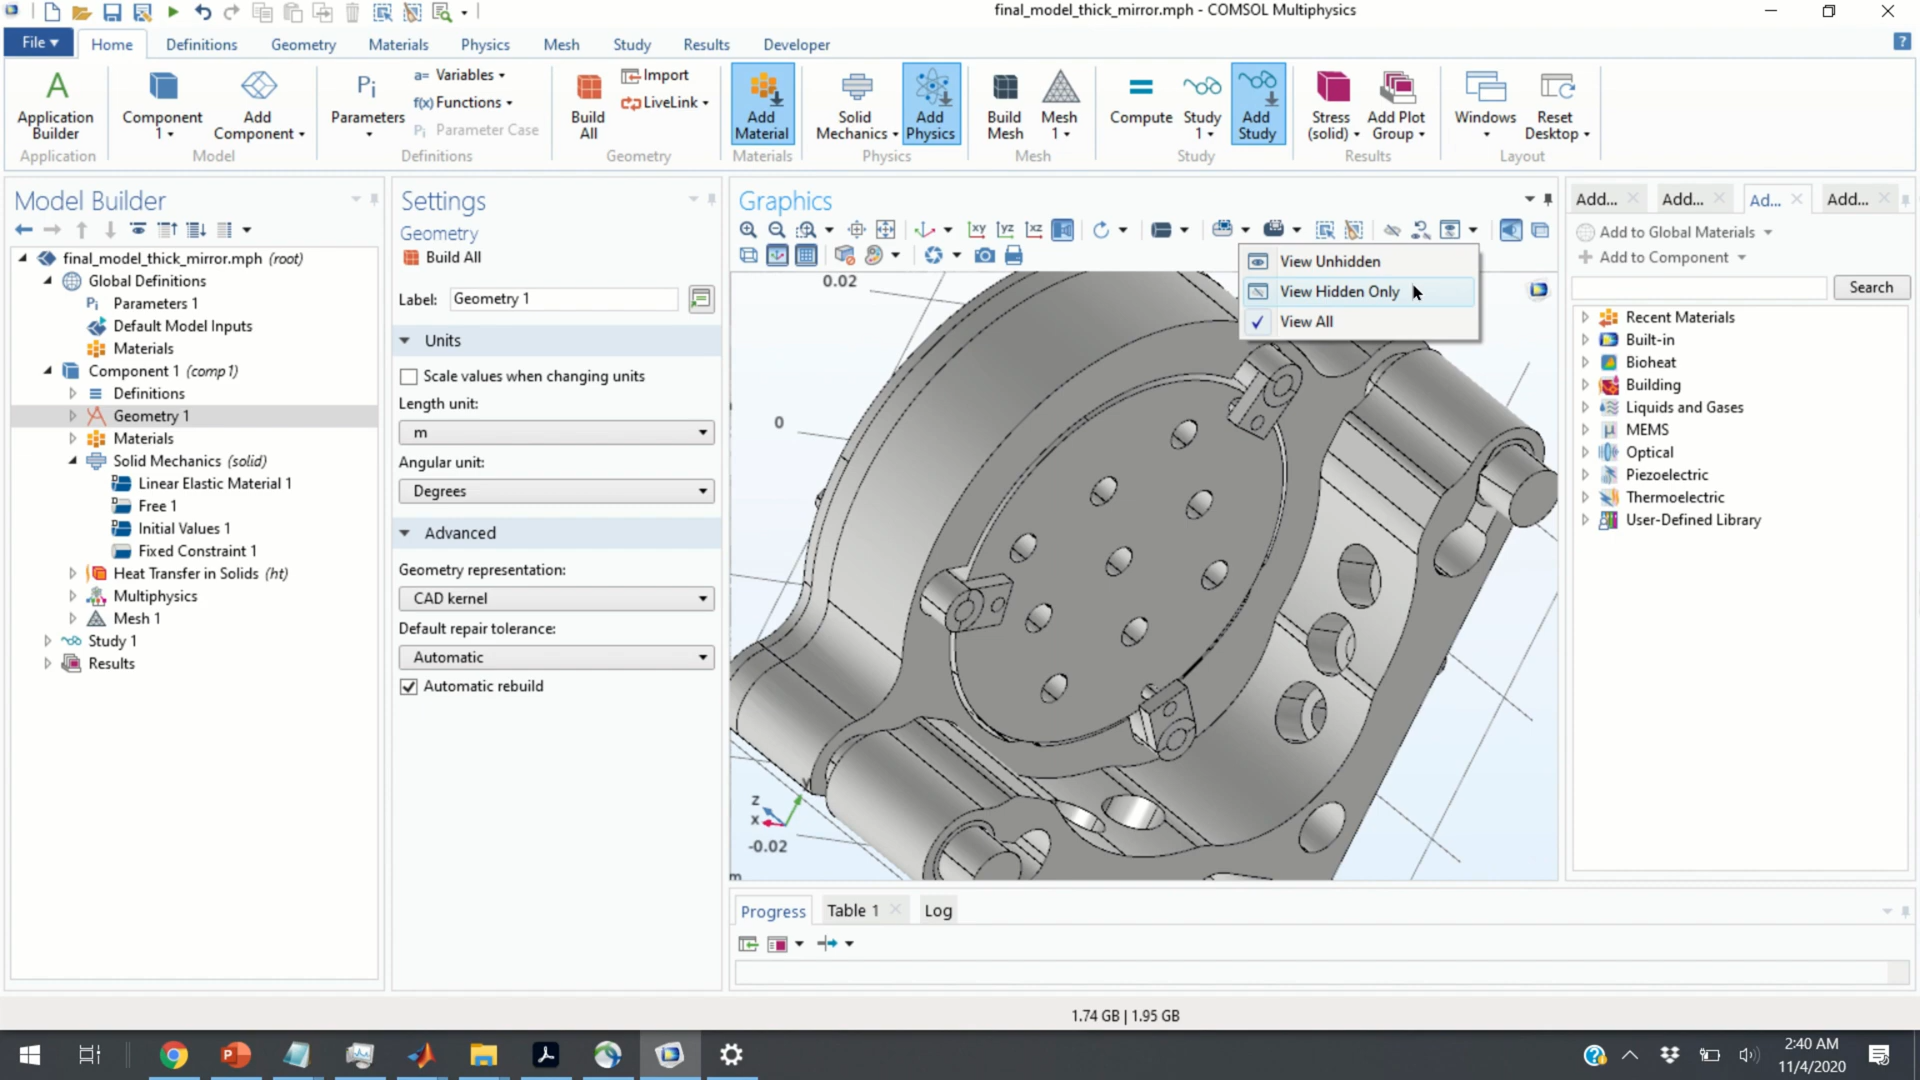 final_model_thick_mirror.mph - COMSOL Multiphysics
File
Home
Definitions
Geometry
Materials
Physics
Mesh
Study
Results
Developer
Application Builder
Application
Component 1
Add Component
Model
Pi
Parameters
a= Variables
f(x) Functions
Pi Parameter Case
Definitions
Build All
Import
LiveLink
Geometry
Add Material
Materials
Solid Mechanics
Add Physics
Physics
Build Mesh
Mesh 1
Mesh
Compute
Study 1
Add Study
Study
Stress (solid)
Add Plot Group
Results
Windows
Reset Desktop
Layout
Model Builder
final_model_thick_mirror.mph (root)
Global Definitions
Pi Parameters 1
Default Model Inputs
Materials
Component 1 (comp1)
Definitions
Geometry 1
Materials
Solid Mechanics (solid)
Linear Elastic Material 1
Free 1
Initial Values 1
Fixed Constraint 1
Heat Transfer in Solids (ht)
Multiphysics
Mesh 1
Study 1
Results
Settings
Geometry
Build All
Label: Geometry 1
Units
Scale values when changing units
Length unit:
m
Angular unit:
Degrees
Advanced
Geometry representation:
CAD kernel
Default repair tolerance:
Automatic
Automatic rebuild
Graphics
xy yz xz
View Unhidden
View Hidden Only
View All
0.02
0
-0.02
z
x
y
m
Progress
Table 1
Log
Add...
Add...
Ad...
Add...
Add to Global Materials
Add to Component
Search
Recent Materials
Built-in
Bioheat
Building
Liquids and Gases
μ MEMS
Optical
Piezoelectric
Thermoelectric
User-Defined Library
1.74 GB | 1.95 GB
2:40 AM
11/4/2020